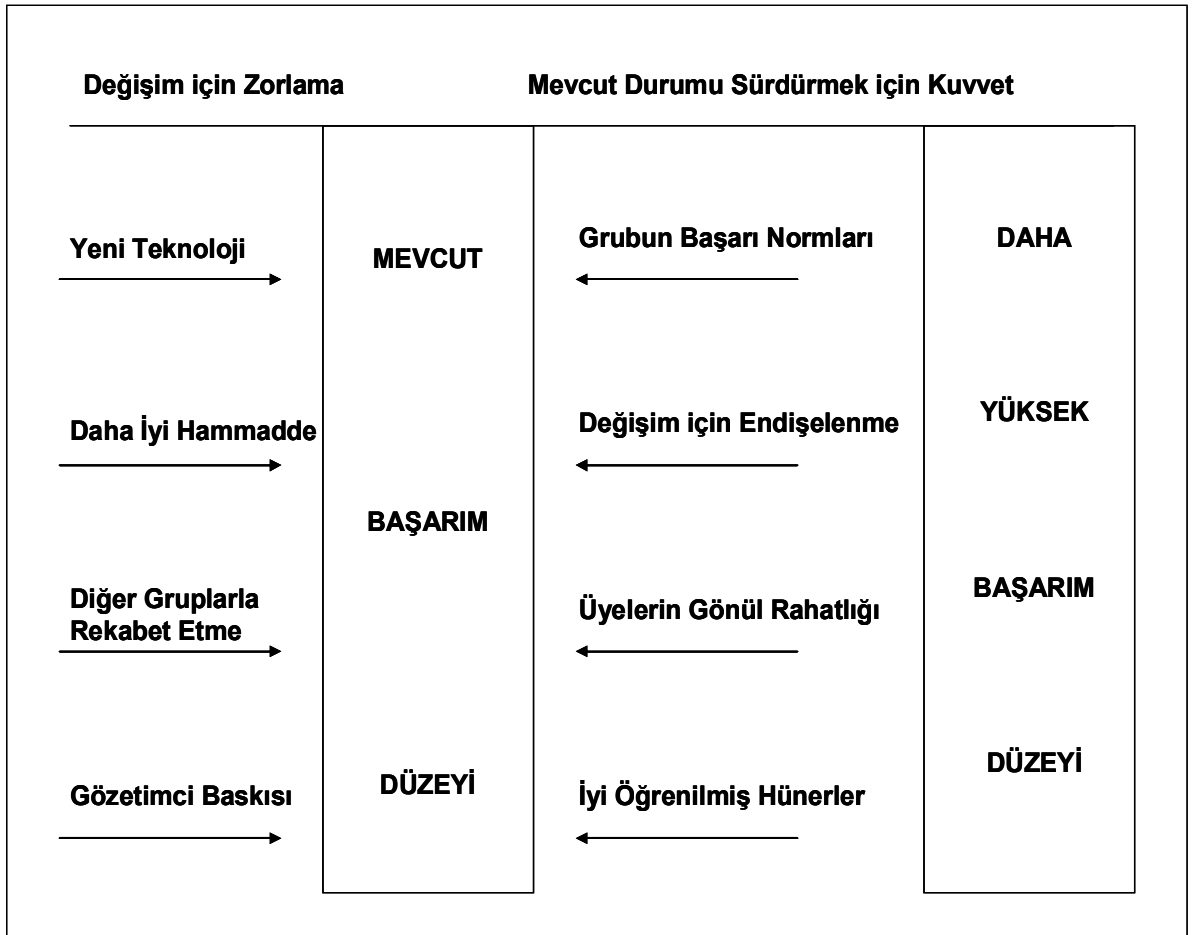 Değişim için Zorlama
Mevcut Durumu Sürdürmek için Kuvvet
Yeni Teknoloji
Daha İyi Hammadde
Diğer Gruplarla
Rekabet Etme
Gözetimci Baskısı
MEVCUT
BAŞARIM
DÜZEYİ
Grubun Başarı Normları
Değişim için Endişelenme
Üyelerin Gönül Rahatlığı
İyi Öğrenilmiş Hünerler
DAHA
YÜKSEK
BAŞARIM
DÜZEYİ